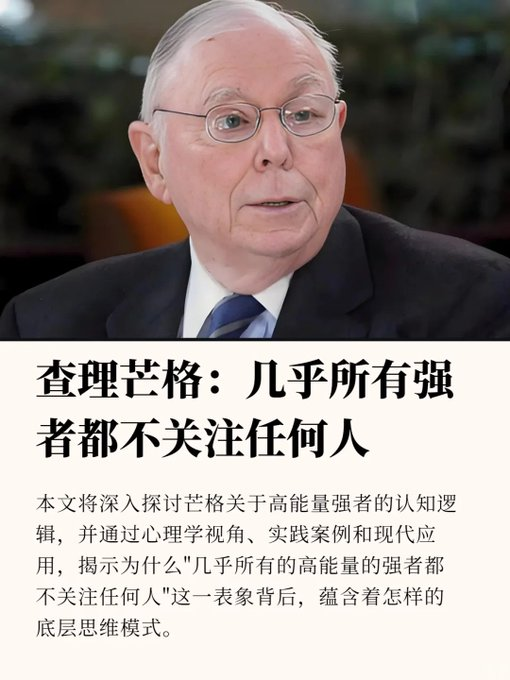 查理芒格：几乎所有强
者都不关注任何人
本文将深入探讨芒格关于高能量强者的认知逻
辑，并通过心理学视角、实践案例和现代应
用，揭示为什么"几乎所有的高能量的强者都
不关注任何人"这一表象背后，蕴含着怎样的
底层思维模式。